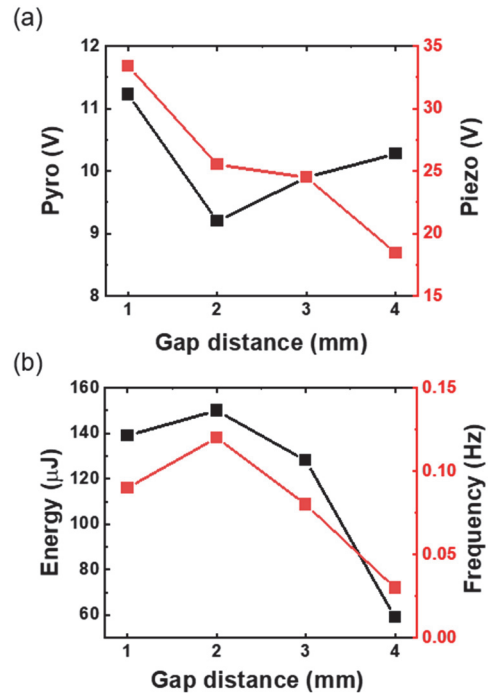 (a)
12
11
10
9
8
Pyro (V)
35
30
25
20
15
Piezo (V)
1 2 3 4
Gap distance (mm)
(b)
160
140
120
100
80
60
Energy (μJ)
0.15
0.10
0.05
0.00
Frequency (Hz)
1 2 3 4
Gap distance (mm)